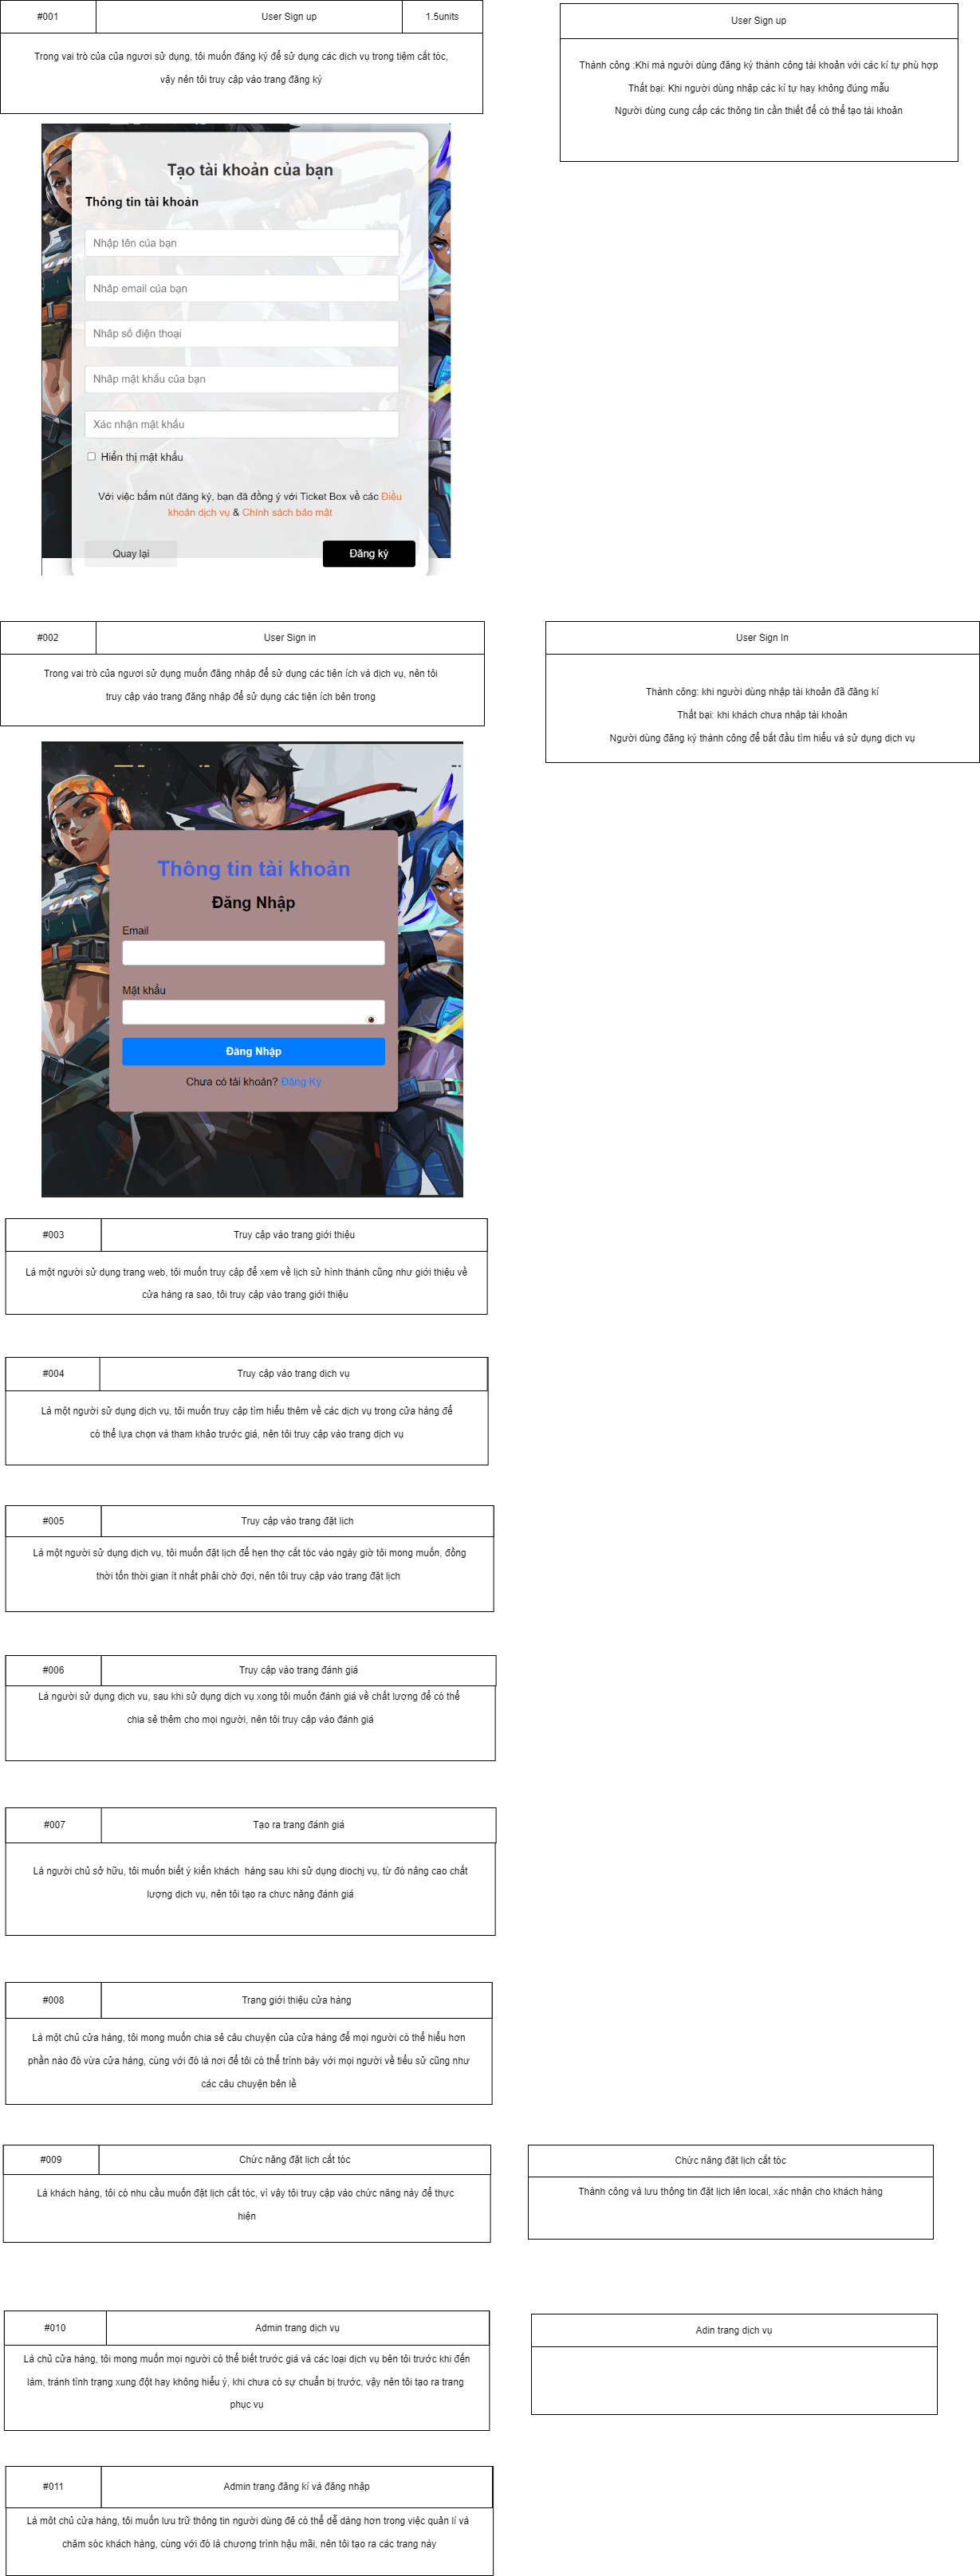 #001
User Sign up
1.5units
Trong vai trò của của ngươi sử dụng, tôi muốn đăng ký để sử dụng các dịch vụ trong tiệm cắt tóc,
vậy nên tôi truy cập vào trang đăng ký
User Sign up
Thành công :Khi mà người dùng đăng ký thành công tài khoản với các kí tự phù hợp
Thất bại: Khi người dùng nhập các kí tự hay không đúng mẫu
Người dùng cung cấp các thông tin cần thiết để có thể tạo tài khoản
Tạo tài khoản của bạn
Thông tin tài khoản
Nhập tên của bạn
Nhâp email của bạn
Nhâp số điện thoại
Nhâp mật khẩu của bạn
Xác nhận mật khẩu
Hiển thị mật khẩu
Với việc bấm nút đăng ký, bạn đã đồng ý với Ticket Box về các Điều
khoản dịch vụ & Chính sách bảo mật
Quay lại
Đăng ký
#002
User Sign in
Trong vai trò của ngươi sử dụng muốn đăng nhập để sử dụng các tiện ích và dịch vụ, nên tôi
truy cập vào trang đăng nhập để sử dụng các tiện ích bên trong
User Sign In
Thành công: khi người dùng nhập tài khoản đã đăng kí
Thất bại: khi khách chưa nhập tài khoản
Người dùng đăng ký thành công để bắt đầu tìm hiểu và sử dụng dịch vụ
Thông tin tài khoản
Đăng Nhập
Email
Mật khẩu
Đăng Nhập
Chưa có tài khoản? Đăng Ký
#003
Truy cập vào trang giới thiệu
Là một người sử dụng trang web, tôi muốn truy cập để xem về lịch sử hình thành cũng như giới thiệu về
cửa hàng ra sao, tôi truy cập vào trang giới thiệu
#004
Truy cập vào trang dịch vụ
Là một người sử dụng dịch vụ, tôi muốn truy cập tìm hiểu thêm về các dịch vụ trong cửa hàng để
có thể lựa chọn và tham khảo trước giá, nên tôi truy cập vào trang dịch vụ
#005
Truy cập vào trang đặt lịch
Là một người sử dụng dịch vụ, tôi muốn đặt lịch để hẹn thợ cắt tóc vào ngày giờ tôi mong muốn, đồng
thời tốn thời gian ít nhất phải chờ đợi, nên tôi truy cập vào trang đặt lịch
#006
Truy cập vào trang đánh giá
Là người sử dụng dịch vu, sau khi sử dụng dịch vụ xong tôi muốn đánh giá về chất lượng để có thể
chia sẻ thêm cho mọi người, nên tôi truy cập vào đánh giá
#007
Tạo ra trang đánh giá
Là người chủ sở hữu, tôi muốn biết ý kiến khách hàng sau khi sử dụng diochj vụ, từ đó nâng cao chất
lượng dịch vụ, nên tôi tạo ra chưc năng đánh giá
#008
Trang giới thiệu cửa hàng
Là một chủ cửa hàng, tôi mong muốn chia sẻ câu chuyện của cửa hàng để mọi người có thể hiểu hơn
phần nào đó vừa cửa hàng, cùng với đó là nơi để tôi có thể trình bày với mọi người về tiểu sử cũng như
các câu chuyện bên lề
#009
Chức năng đặt lịch cắt tóc
Là khách hàng, tôi có nhu cầu muốn đặt lịch cắt tóc, vì vậy tôi truy cập vào chức năng này để thực
hiện
Chức năng đặt lịch cắt tóc
Thành công và lưu thông tin đặt lịch lên local, xác nhận cho khách hàng
#010
Admin trang dịch vụ
Là chủ cửa hàng, tôi mong muốn mọi người có thể biết trước giá và các loại dịch vụ bên tôi trước khi đến
làm, tránh tình trạng xung đột hay không hiểu ý, khi chưa có sự chuẩn bị trước, vậy nên tôi tạo ra trang
phục vụ
Adin trang dịch vụ
#011
Admin trang đăng kí và đăng nhập
Là môt chủ cửa hàng, tôi muốn lưu trữ thông tin người dùng đê có thể dễ dàng hơn trong việc quản lí và
chăm sóc khách hàng, cùng với đó là chương trình hậu mãi, nên tôi tạo ra các trang này